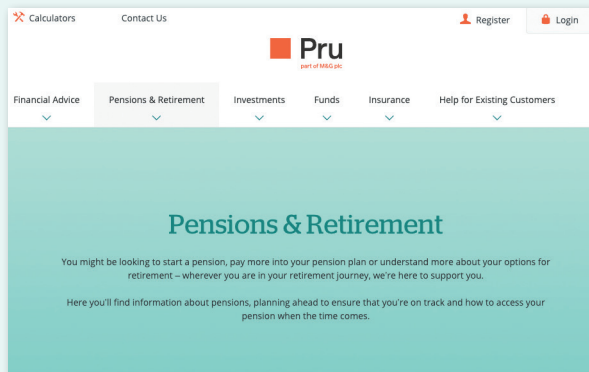 Calculators Contact Us Register Login
Pru
part of M&G plc
Financial Advice Pensions & Retirement Investments Funds Insurance Help for Existing Customers
Pensions & Retirement
You might be looking to start a pension, pay more into your pension plan or understand more about your options for
retirement – wherever you are in your retirement journey, we're here to support you.
Here you'll find information about pensions, planning ahead to ensure that you're on track and how to access your
pension when the time comes.